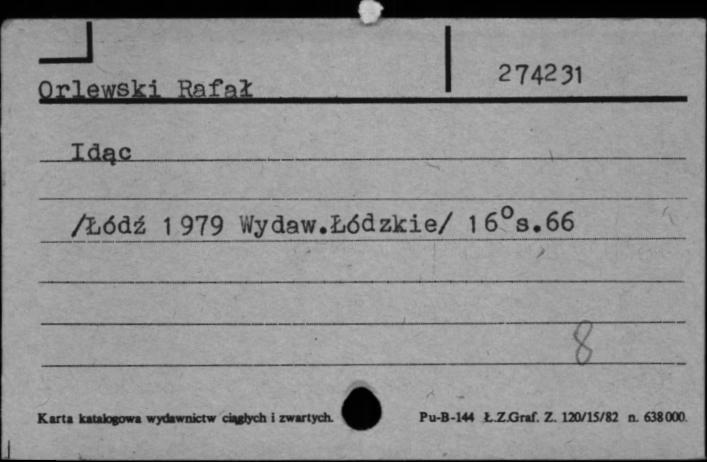 Orlewski Rafał 274231
Idąc
/Łódź 1979 Wydaw.Łódzkie/ 16°s.66
8
Karta katalogowa wydawnictw ciągłych i zwartych. Pu-B-144 Ł.Z.Graf. Z. 120/15/82 n. 638000.